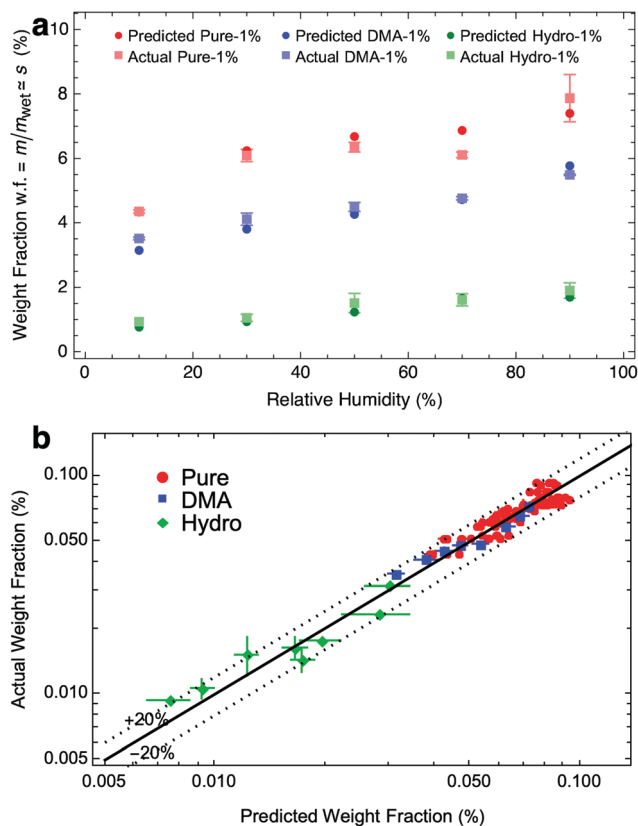 a
Weight Fraction w.f. = m/mwet ≃ s (%)
10
8
6
4
2
0
Predicted Pure-1%
Predicted DMA-1%
Predicted Hydro-1%
Actual Pure-1%
Actual DMA-1%
Actual Hydro-1%
0 20 40 60 80 100
Relative Humidity (%)
b
Actual Weight Fraction (%)
0.100
0.050
0.010
0.005
Pure
DMA
Hydro
+20%
−20%
0.005 0.010 0.050 0.100
Predicted Weight Fraction (%)